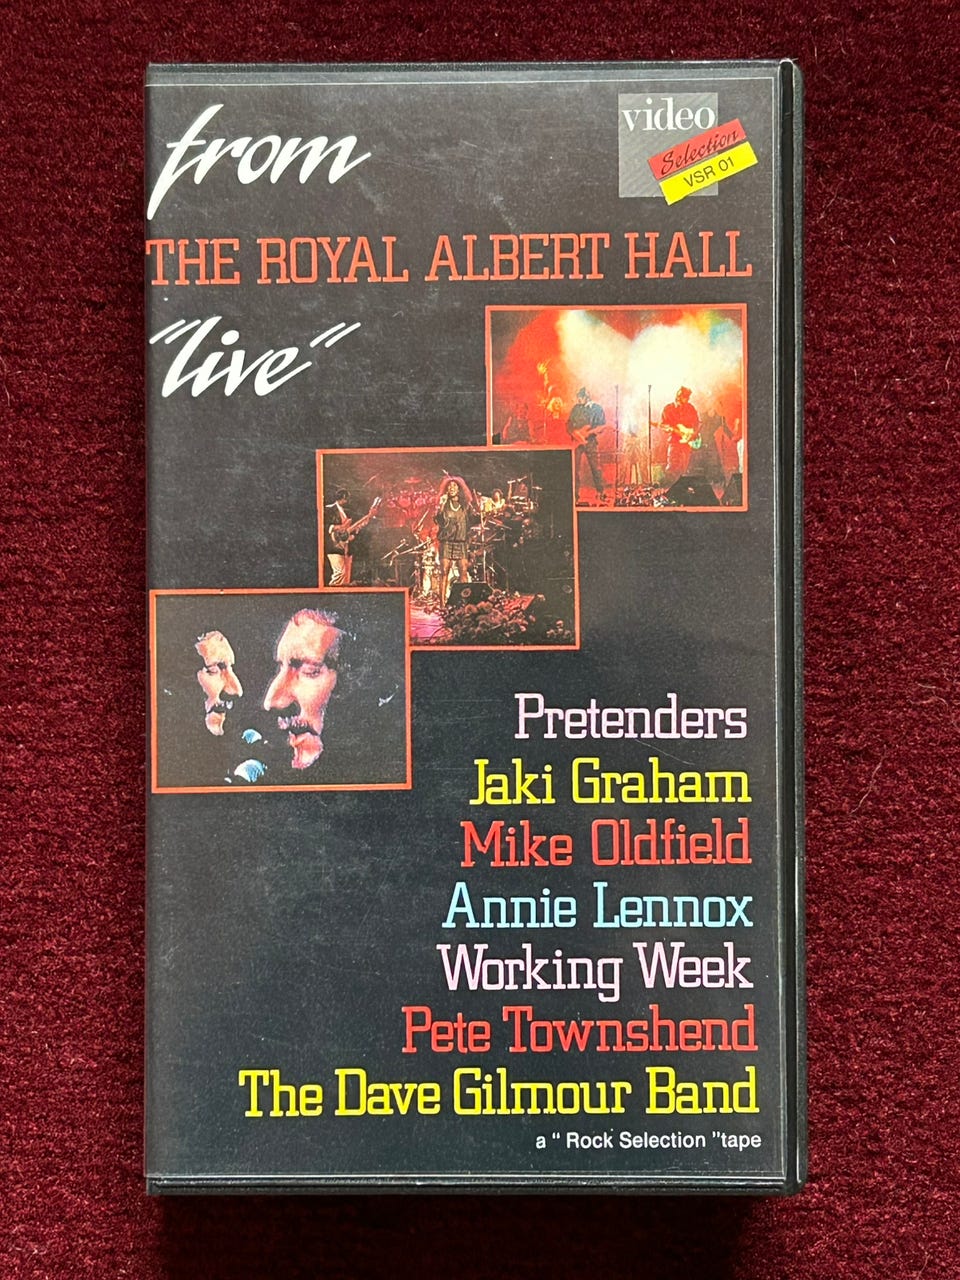 from
video
Selection
VSR 01
THE ROYAL ALBERT HALL
"live"
Pretenders
Jaki Graham
Mike Oldfield
Annie Lennox
Working Week
Pete Townshend
The Dave Gilmour Band
a “ Rock Selection ”tape